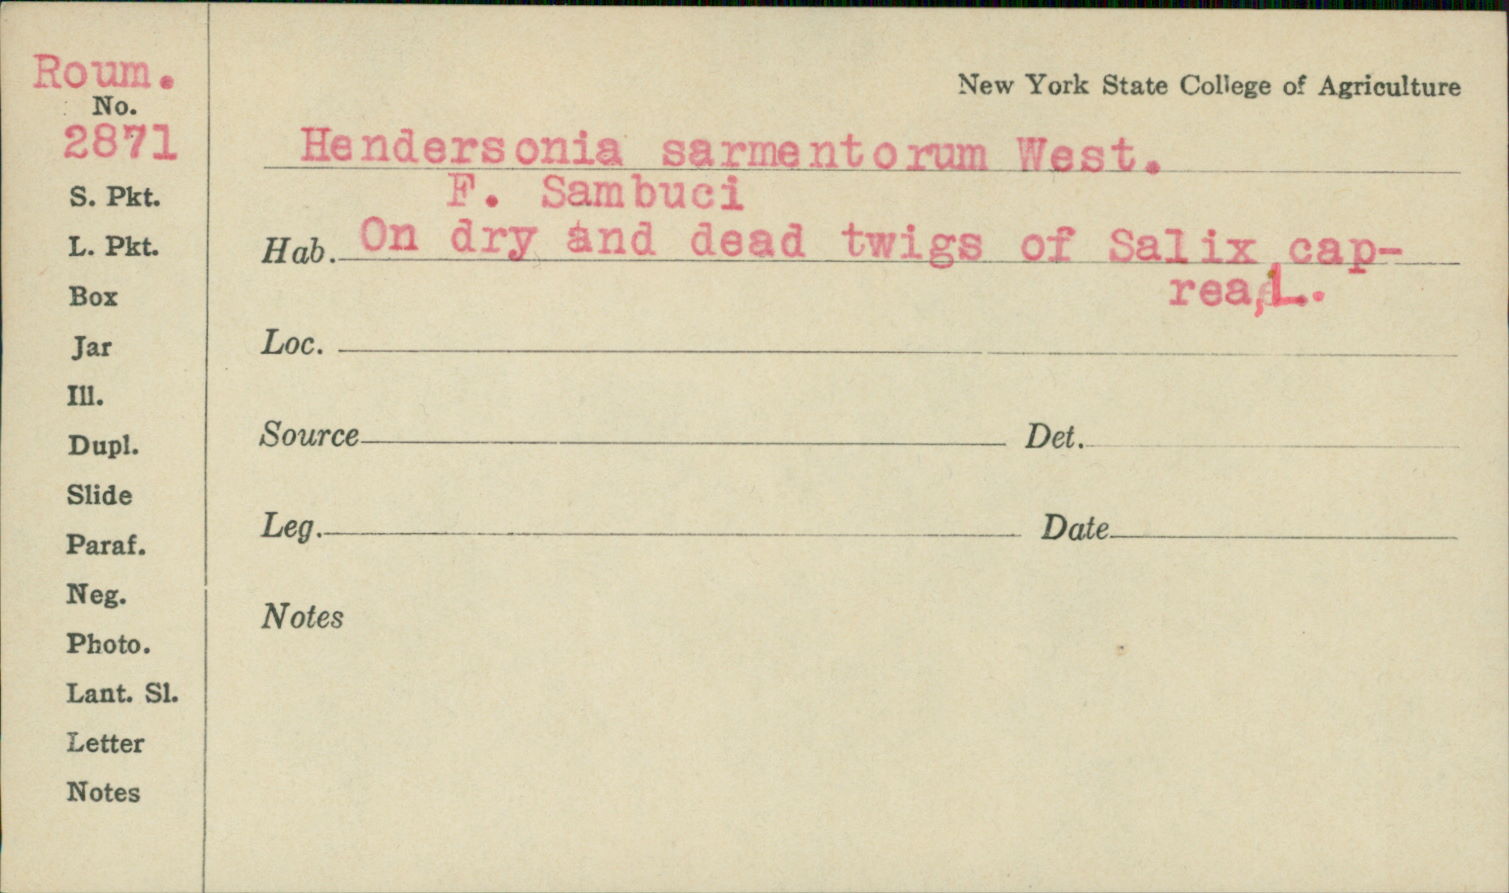 Roum.
No.
2871
S. Pkt.
L. Pkt.
Box
Jar
Ill.
Dupl.
Slide
Paraf.
Neg.
Photo.
Lant. Sl.
Letter
Notes
New York State College of Agriculture
Hendersonia sarmentorum West.
F. Sambuci
Hab. On dry and dead twigs of Salix cap-
rea, L.
Loc.
Source Det.
Leg. Date
Notes